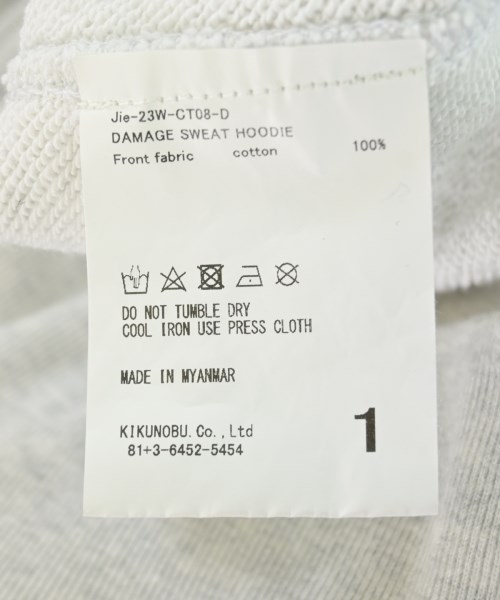 Jie-23W-CT08-D
DAMAGE SWEAT HOODIE
Front fabric cotton 100%
DO NOT TUMBLE DRY
COOL IRON USE PRESS CLOTH
MADE IN MYANMAR
KIKUNOBU.Co.,Ltd
81+3-6452-5454
1